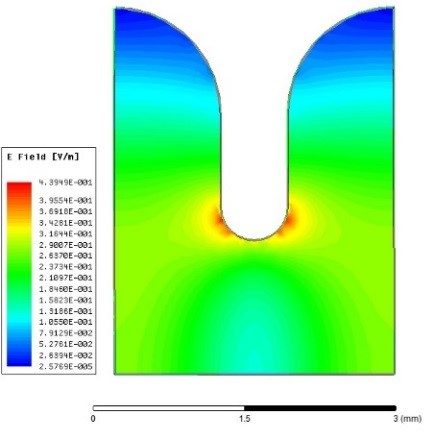 E Field [V/m]
4.3949E-001
3.9554E-001
3.6918E-001
3.4281E-001
3.1644E-001
2.9007E-001
2.6370E-001
2.3734E-001
2.1097E-001
1.8460E-001
1.5823E-001
1.3186E-001
1.0550E-001
7.9129E-002
5.2761E-002
2.6394E-002
2.5769E-005
0 1.5 3 (mm)